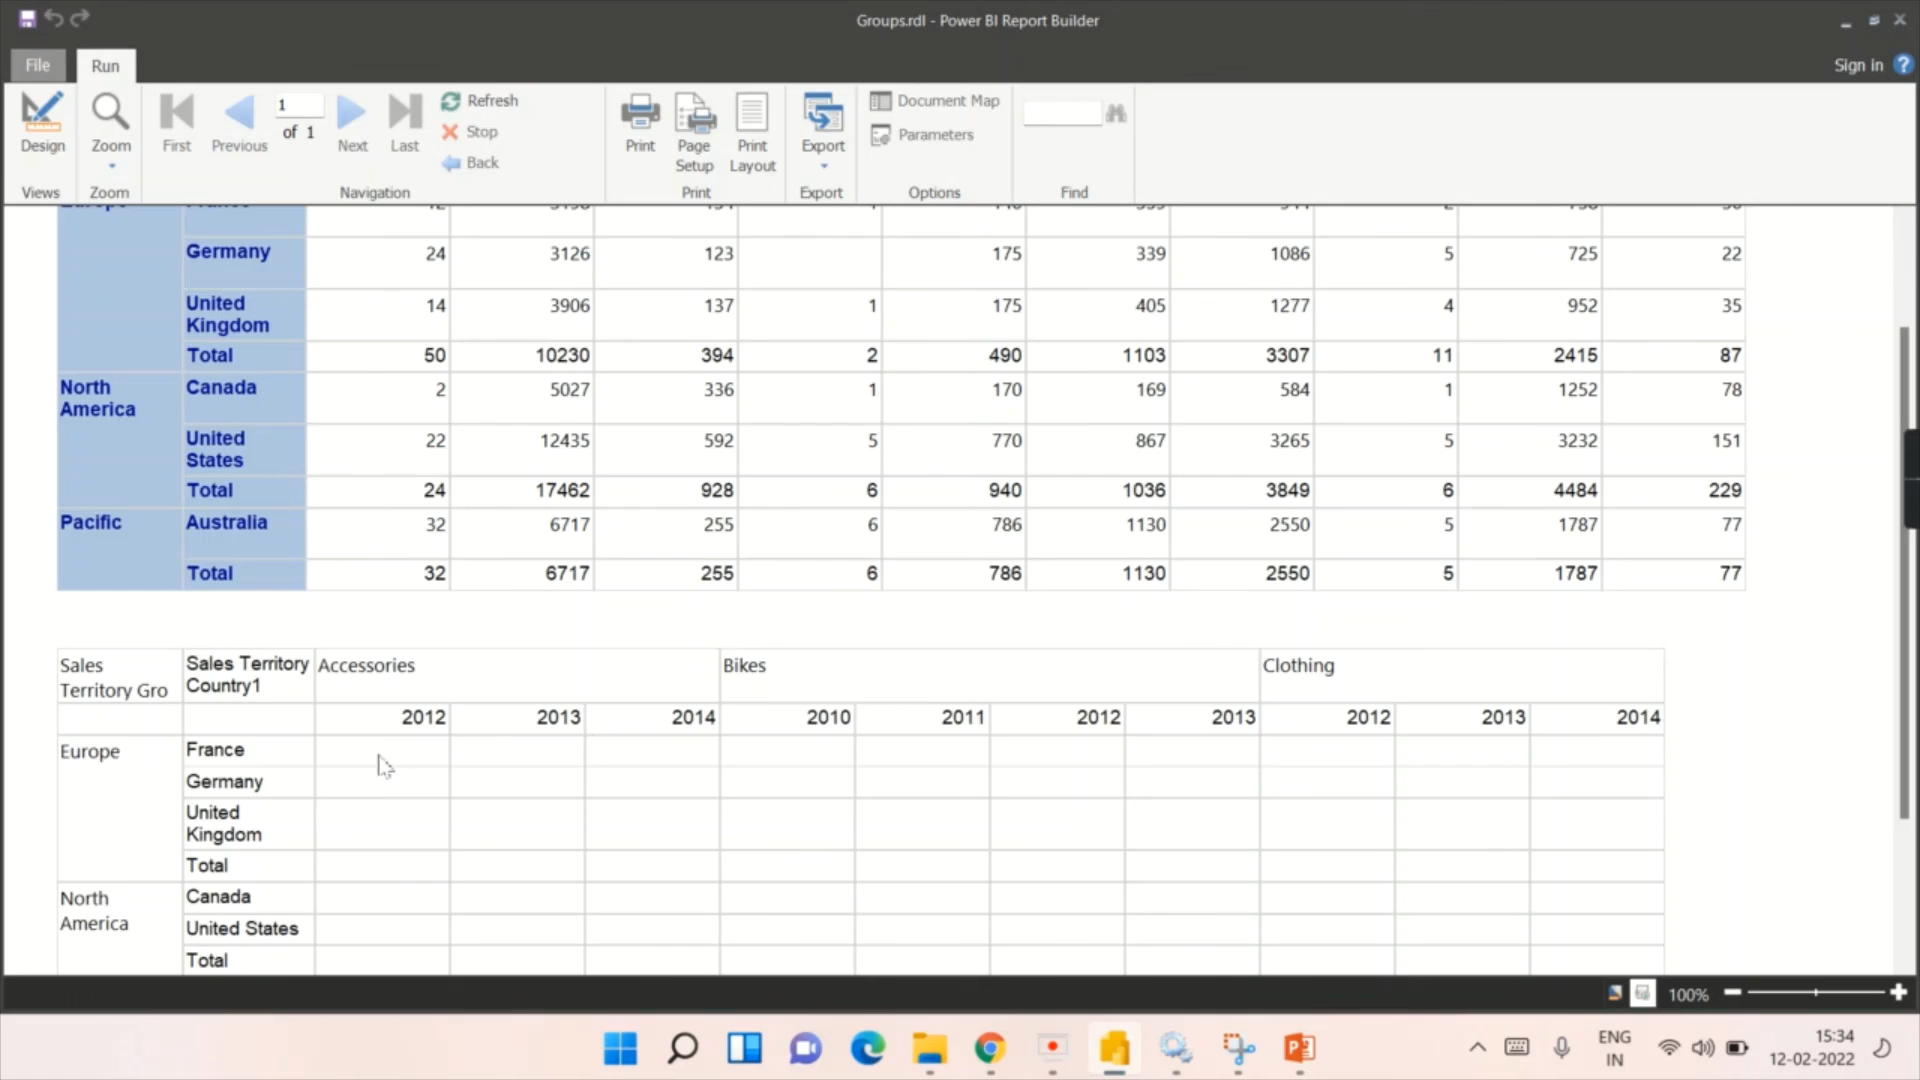 Groups.rdl - Power BI Report Builder
File Run Sign in ?
Design Zoom First Previous 1 of 1 Next Last
Refresh
Stop
Back
Print Page Setup Print Layout Export
Document Map
Parameters
Views Zoom Navigation Print Export Options Find
Germany 24 3126 123 175 339 1086 5 725 22
United Kingdom 14 3906 137 1 175 405 1277 4 952 35
Total 50 10230 394 2 490 1103 3307 11 2415 87
North America Canada 2 5027 336 1 170 169 584 1 1252 78
United States 22 12435 592 5 770 867 3265 5 3232 151
Total 24 17462 928 6 940 1036 3849 6 4484 229
Pacific Australia 32 6717 255 6 786 1130 2550 5 1787 77
Total 32 6717 255 6 786 1130 2550 5 1787 77
Sales Territory Gro Sales Territory Country1 Accessories Bikes Clothing
2012 2013 2014 2010 2011 2012 2013 2012 2013 2014
Europe France
Germany
United Kingdom
Total
North America Canada
United States
Total
100%
ENG IN
15:34
12-02-2022